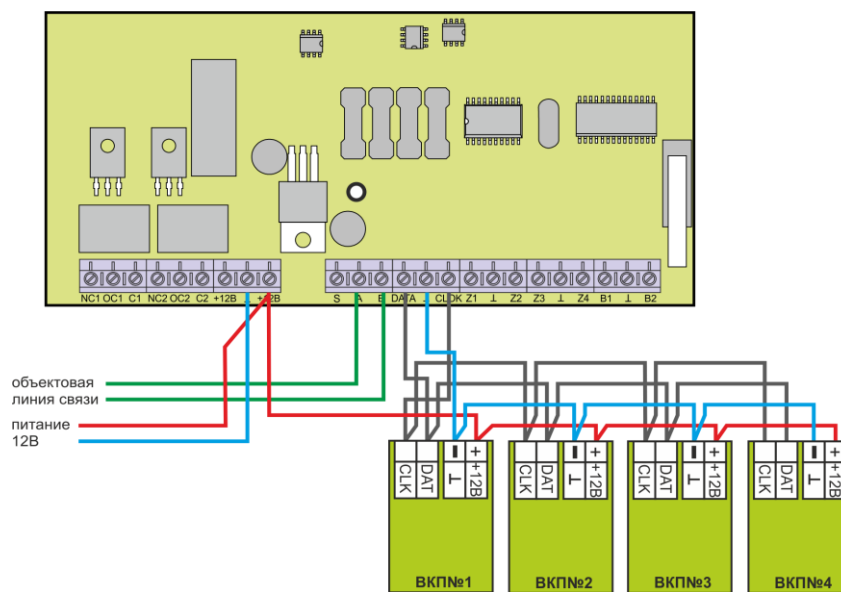 NC1 OC1 C1 NC2 OC2 C2 +12В ⊥ +12В S A B DATA ⊥ CLOK Z1 ⊥ Z2 Z3 ⊥ Z4 B1 ⊥ B2
объектовая
линия связи
питание
12В
CLK DAT ⊥ +12В CLK DAT ⊥ +12В CLK DAT ⊥ +12В CLK DAT ⊥ +12В
ВКП№1 ВКП№2 ВКП№3 ВКП№4